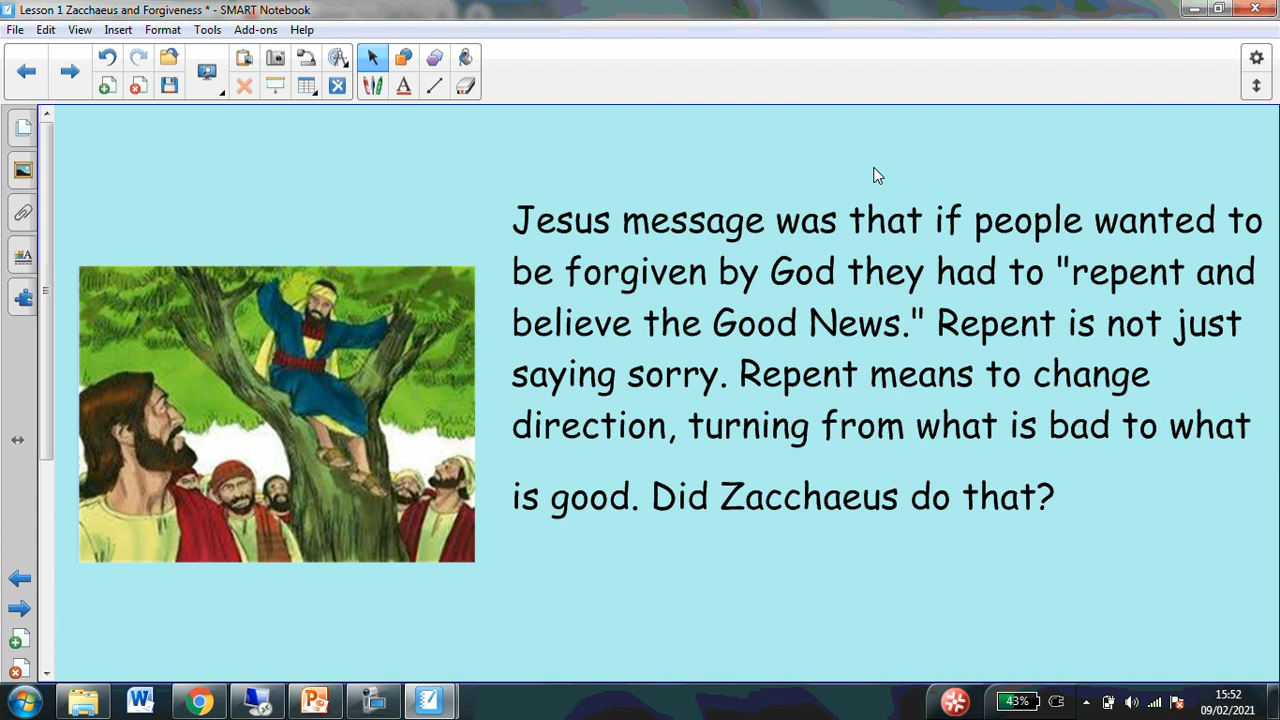 Lesson 1 Zacchaeus and Forgiveness * - SMART Notebook
File Edit View Insert Format Tools Add-ons Help
Jesus message was that if people wanted to
be forgiven by God they had to "repent and
believe the Good News." Repent is not just
saying sorry. Repent means to change
direction, turning from what is bad to what
is good. Did Zacchaeus do that?
43%
15:52
09/02/2021